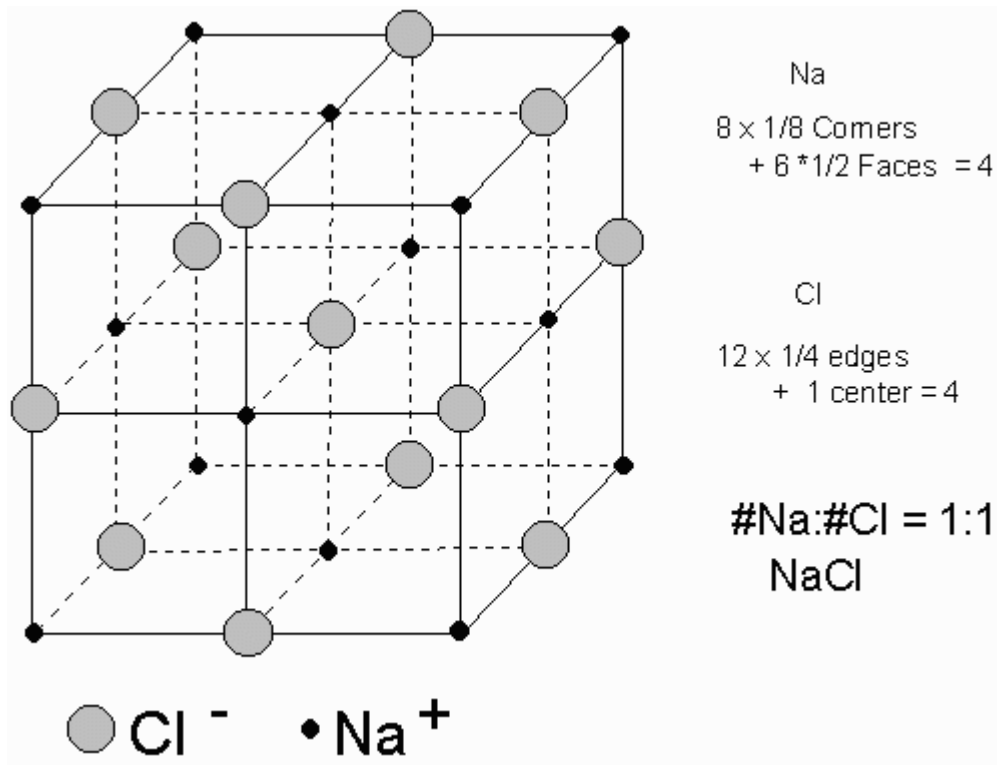 Na
8 x 1/8 Corners
+ 6 *1/2 Faces = 4
Cl
12 x 1/4 edges
+ 1 center = 4
#Na:#Cl = 1:1
NaCl
Cl - Na +